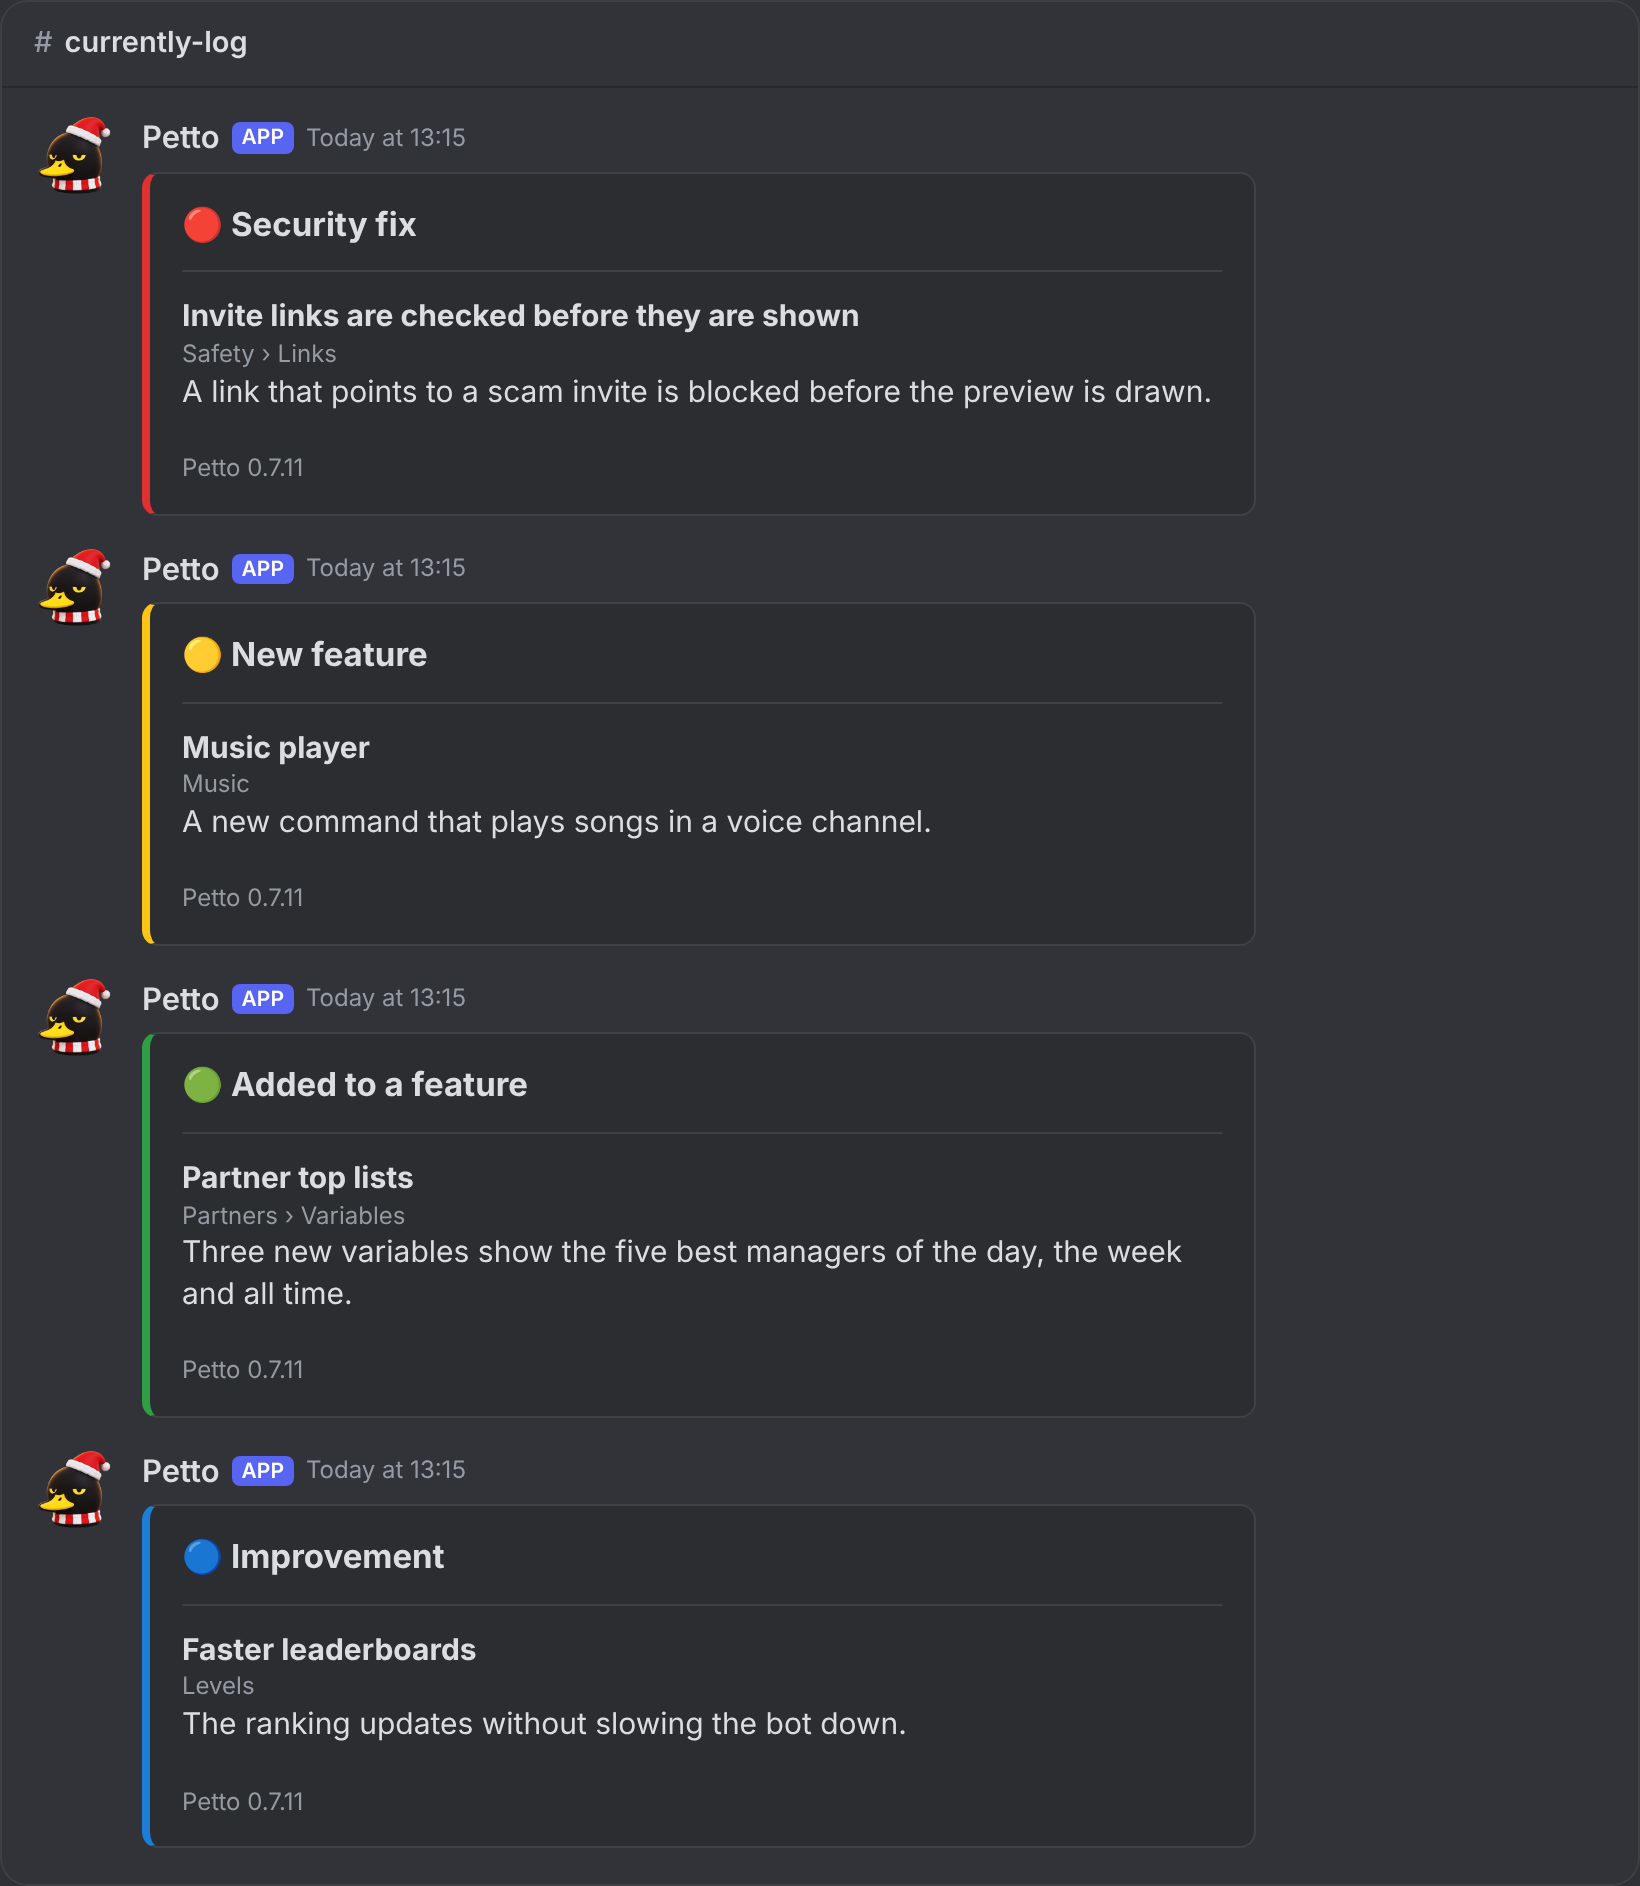 # currently-log
Petto APP Today at 13:15
🔴 Security fix
Invite links are checked before they are shown
Safety › Links
A link that points to a scam invite is blocked before the preview is drawn.
Petto 0.7.11
Petto APP Today at 13:15
🟡 New feature
Music player
Music
A new command that plays songs in a voice channel.
Petto 0.7.11
Petto APP Today at 13:15
🟢 Added to a feature
Partner top lists
Partners › Variables
Three new variables show the five best managers of the day, the week
and all time.
Petto 0.7.11
Petto APP Today at 13:15
🔵 Improvement
Faster leaderboards
Levels
The ranking updates without slowing the bot down.
Petto 0.7.11